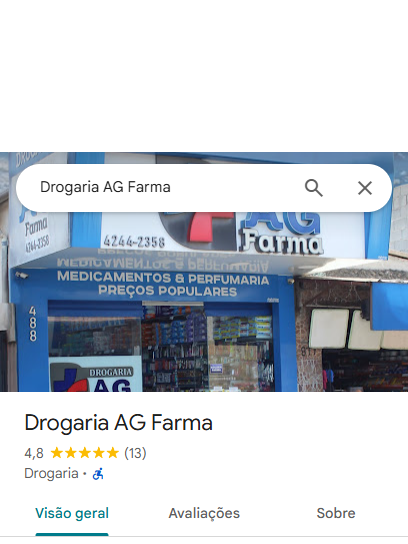 Drogaria AG Farma
Farma
4244-2358
AG
Farma
4244-2358
MEDICAMENTOS & PERFUMARIA
PREÇOS POPULARES
488
DROGARIA
AG
Drogaria AG Farma
4,8 ★★★★★ (13)
Drogaria ·
Visão geral
Avaliações
Sobre